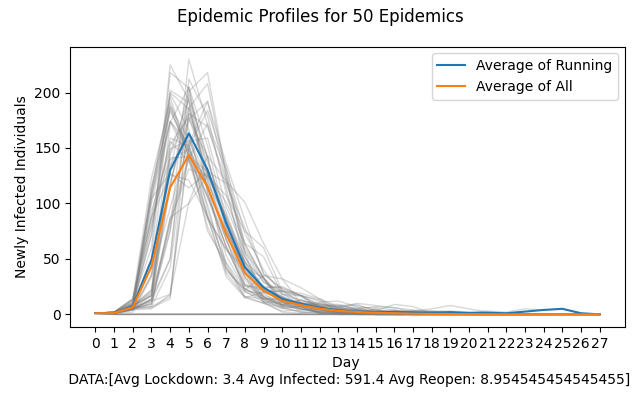 Epidemic Profiles for 50 Epidemics
Average of Running
Average of All
Newly Infected Individuals
200
150
100
50
0
0 1 2 3 4 5 6 7 8 9 10 11 12 13 14 15 16 17 18 19 20 21 22 23 24 25 26 27
Day
DATA:[Avg Lockdown: 3.4 Avg Infected: 591.4 Avg Reopen: 8.954545454545455]